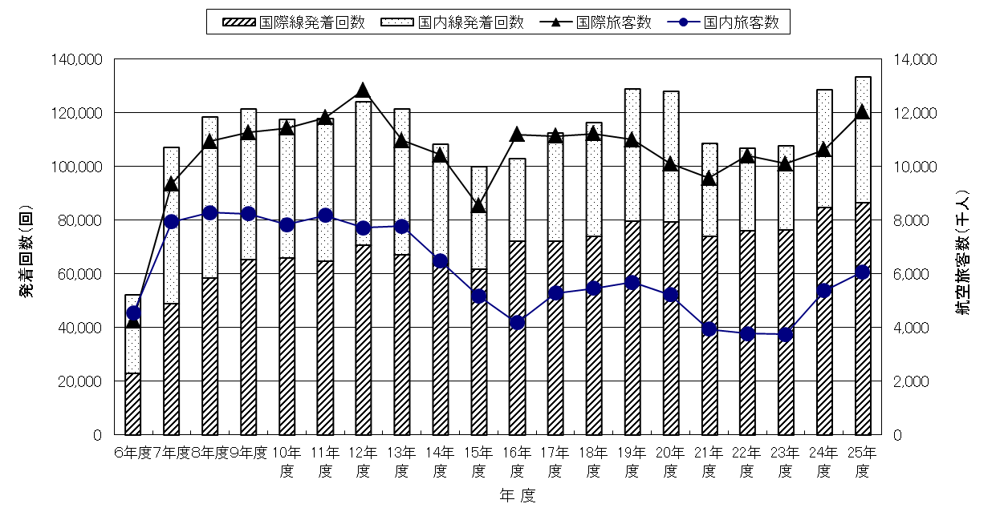 国際線発着回数 国内線発着回数 国際旅客数 国内旅客数
140,000 14,000
120,000 12,000
100,000 10,000
80,000 8,000
60,000 6,000
40,000 4,000
20,000 2,000
0 0
発着回数(回)
航空旅客数(千人)
6年度 7年度 8年度 9年度 10年度 11年度 12年度 13年度 14年度 15年度 16年度 17年度 18年度 19年度 20年度 21年度 22年度 23年度 24年度 25年度
年 度